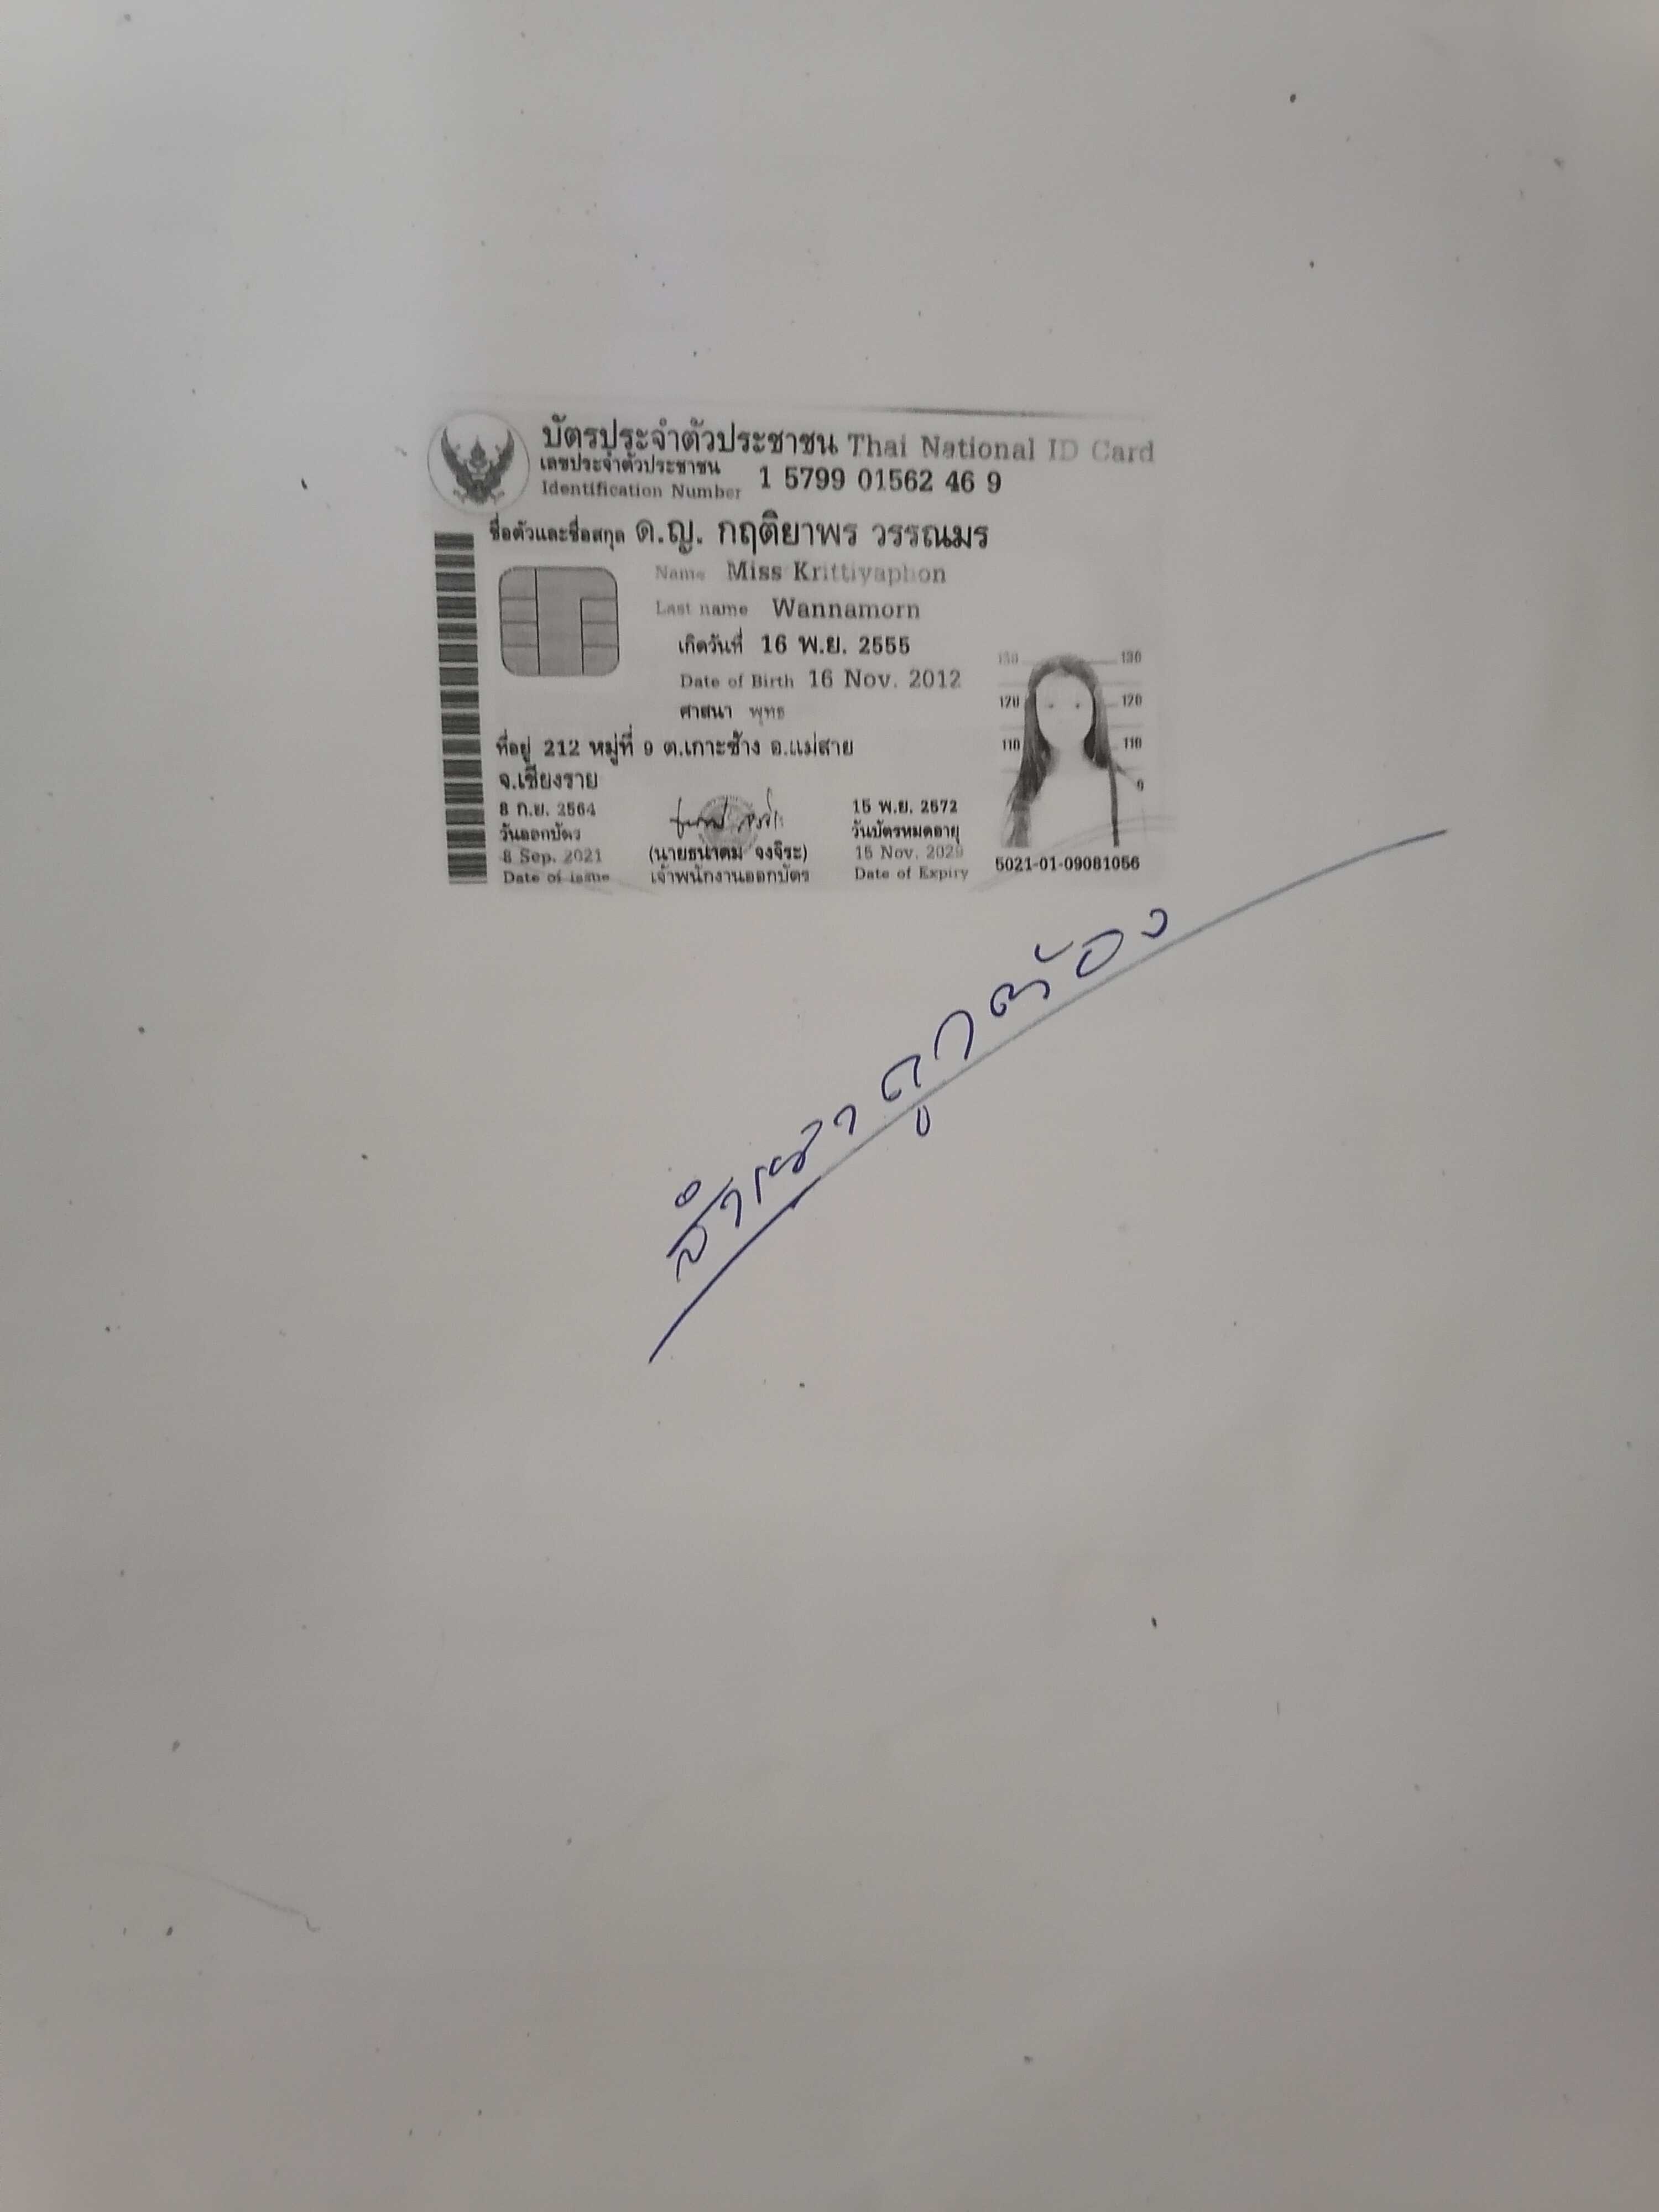 บัตรประจำตัวประชาชน Thai National ID Card
เลขประจำตัวประชาชน
Identification Number 1 5799 01562 46 9
ชื่อตัวและชื่อสกุล ด.ญ. กฤติยาพร วรรณมร
Name Miss Krittiyaphon
Last name Wannamorn
เกิดวันที่ 16 พ.ย. 2555
Date of Birth 16 Nov. 2012
ศาสนา พุทธ
ที่อยู่ 212 หมู่ที่ 9 ต.เกาะช้าง อ.แม่สาย
จ.เชียงราย
8 ก.ย. 2564
วันออกบัตร
8 Sep. 2021
Date of Issue
(นายธนาคม จงจิระ)
เจ้าพนักงานออกบัตร
15 พ.ย. 2572
วันบัตรหมดอายุ
15 Nov. 2029
Date of Expiry
130 130
120 120
110 110
5021-01-09081056
สำเนาถูกต้อง